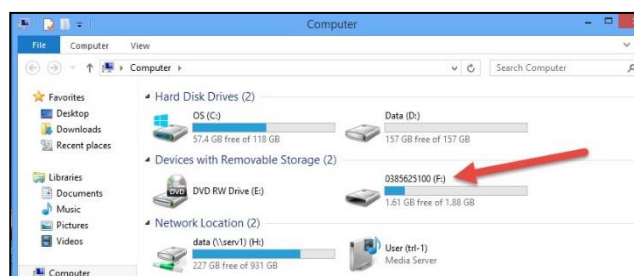 Computer
File Computer View
Computer
Search Computer
Favorites
Desktop
Downloads
Recent places
Libraries
Documents
Music
Pictures
Videos
Computer
Hard Disk Drives (2)
OS (C:)
57.4 GB free of 118 GB
Data (D:)
157 GB free of 157 GB
Devices with Removable Storage (2)
DVD
DVD RW Drive (E:)
0385625100 (F:)
1.61 GB free of 1.88 GB
Network Location (2)
data (\\serv1) (H:)
227 GB free of 931 GB
User (trl-1)
Media Server